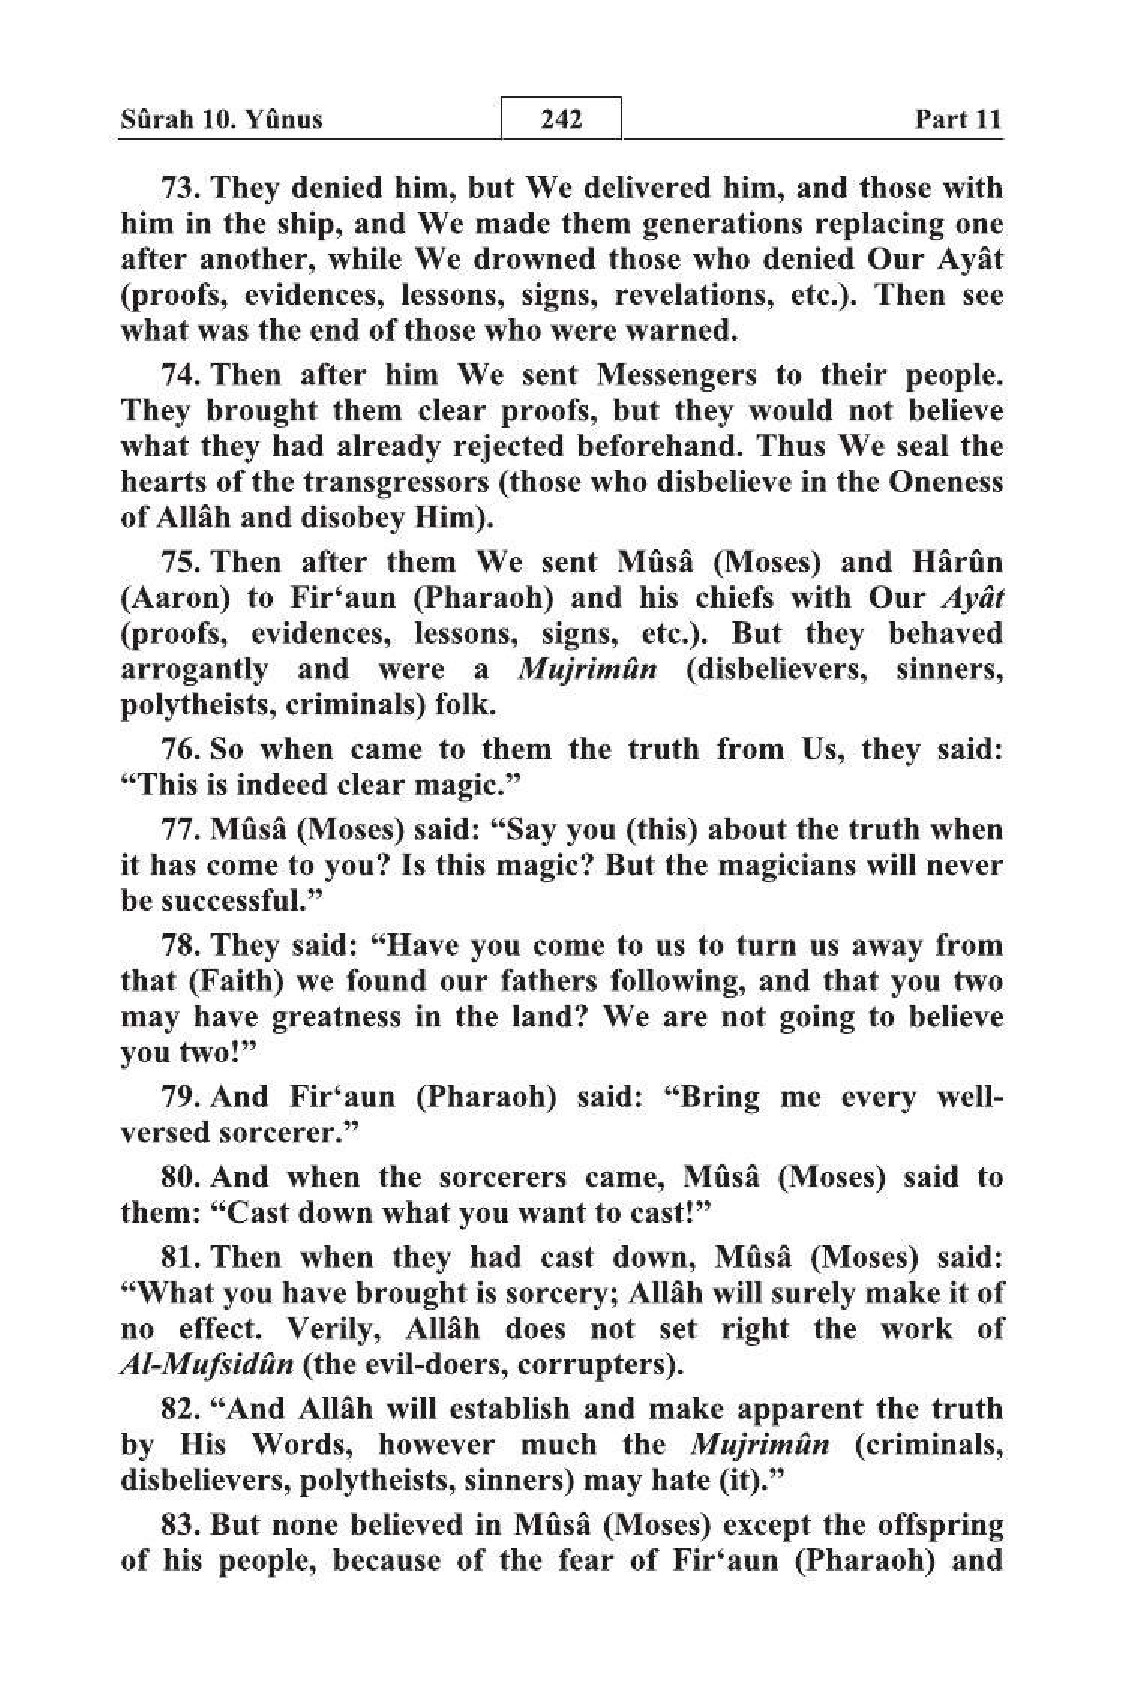 Sûrah 10. Yûnus 242 Part 11
73. They denied him, but We delivered him, and those with
him in the ship, and We made them generations replacing one
after another, while We drowned those who denied Our Ayât
(proofs, evidences, lessons, signs, revelations, etc.). Then see
what was the end of those who were warned.
74. Then after him We sent Messengers to their people.
They brought them clear proofs, but they would not believe
what they had already rejected beforehand. Thus We seal the
hearts of the transgressors (those who disbelieve in the Oneness
of Allâh and disobey Him).
75. Then after them We sent Mûsâ (Moses) and Hârûn
(Aaron) to Fir‘aun (Pharaoh) and his chiefs with Our Ayât
(proofs, evidences, lessons, signs, etc.). But they behaved
arrogantly and were a Mujrimûn (disbelievers, sinners,
polytheists, criminals) folk.
76. So when came to them the truth from Us, they said:
“This is indeed clear magic.”
77. Mûsâ (Moses) said: “Say you (this) about the truth when
it has come to you? Is this magic? But the magicians will never
be successful.”
78. They said: “Have you come to us to turn us away from
that (Faith) we found our fathers following, and that you two
may have greatness in the land? We are not going to believe
you two!”
79. And Fir‘aun (Pharaoh) said: “Bring me every well-
versed sorcerer.”
80. And when the sorcerers came, Mûsâ (Moses) said to
them: “Cast down what you want to cast!”
81. Then when they had cast down, Mûsâ (Moses) said:
“What you have brought is sorcery; Allâh will surely make it of
no effect. Verily, Allâh does not set right the work of
Al-Mufsidûn (the evil-doers, corrupters).
82. “And Allâh will establish and make apparent the truth
by His Words, however much the Mujrimûn (criminals,
disbelievers, polytheists, sinners) may hate (it).”
83. But none believed in Mûsâ (Moses) except the offspring
of his people, because of the fear of Fir‘aun (Pharaoh) and